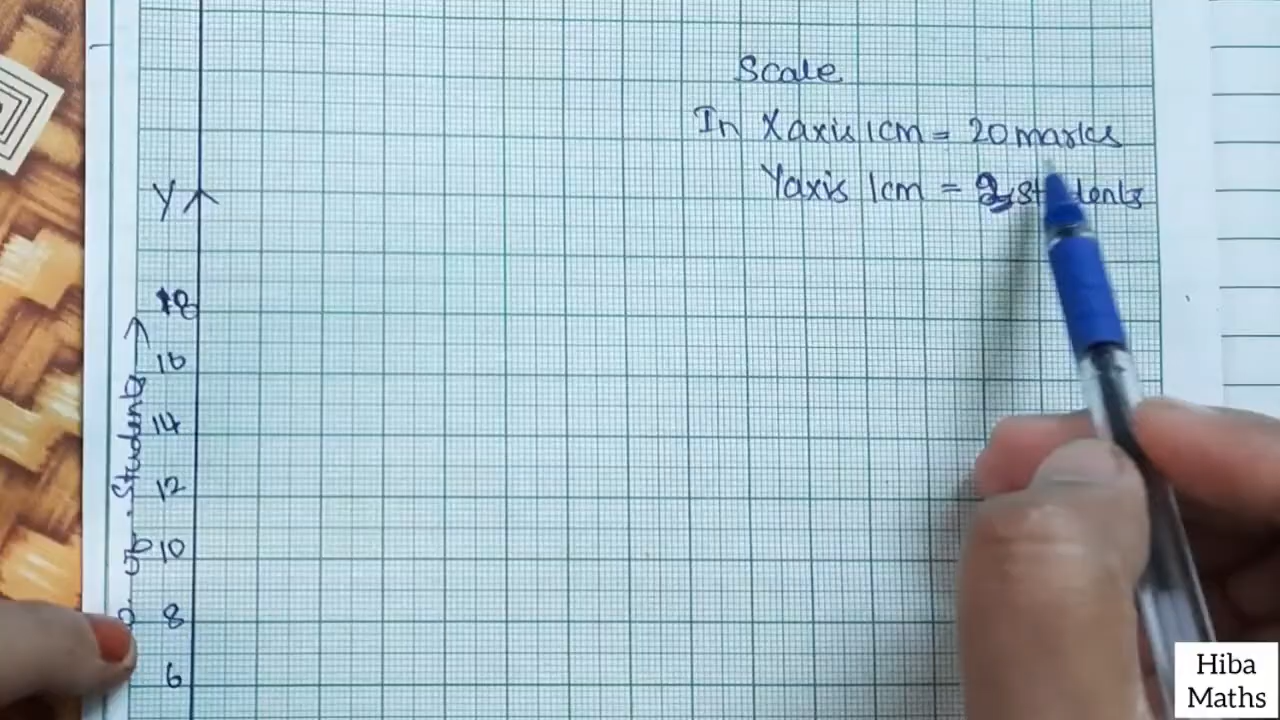 Scale
In X axis 1cm = 20 marks
Y axis 1cm = 2 students
Y
18
16
14
12
10
8
6
of . Students
Hiba
Maths